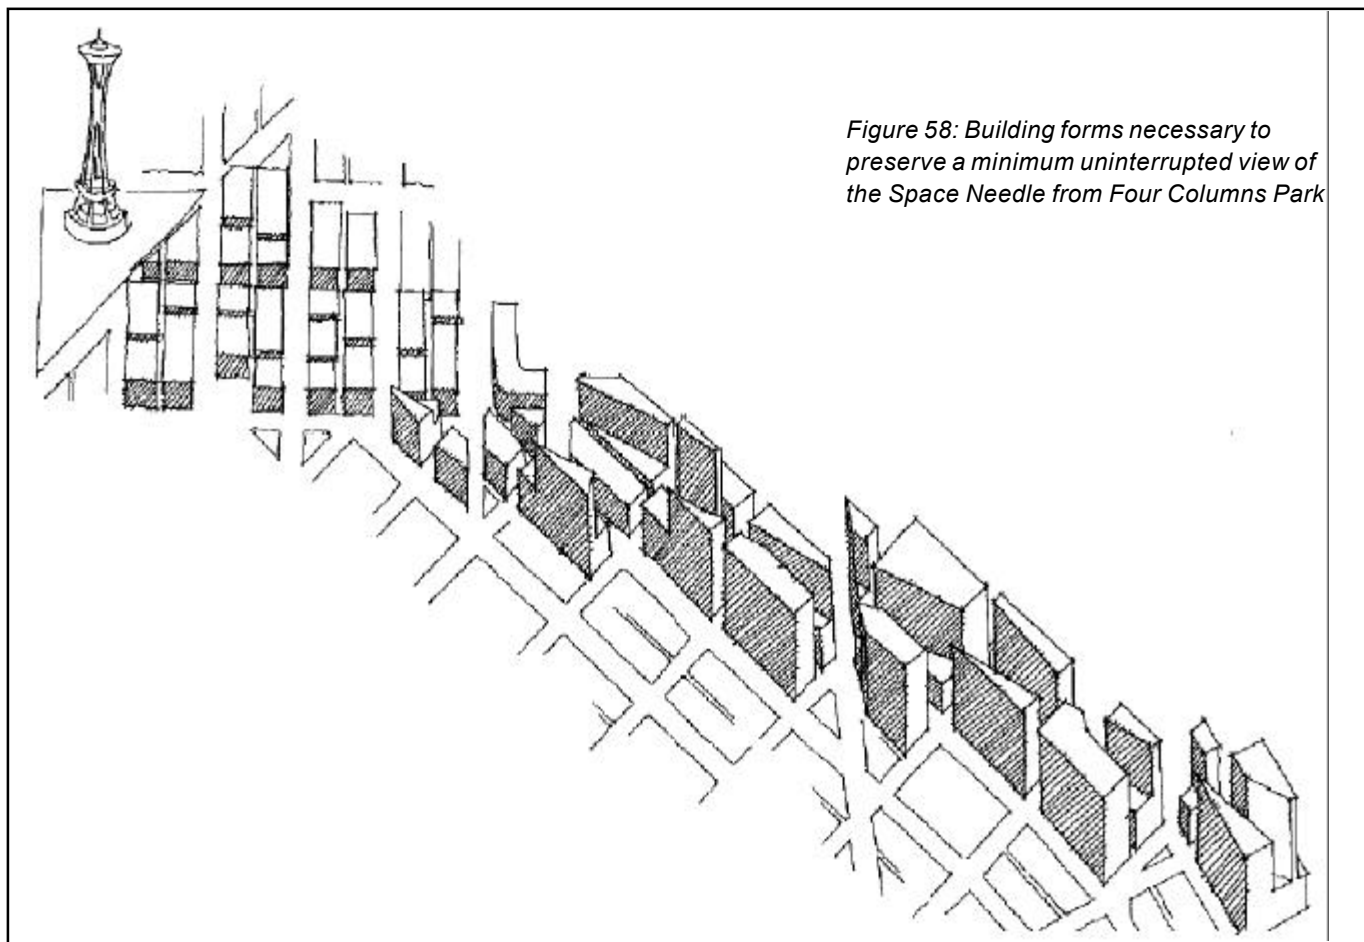 Figure 58: Building forms necessary to
preserve a minimum uninterrupted view of
the Space Needle from Four Columns Park